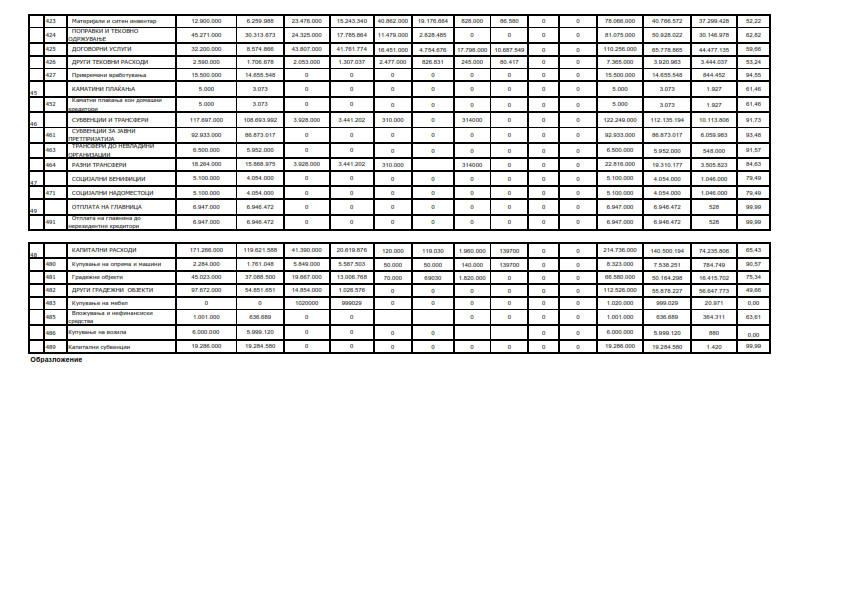 423 Материјали и ситен инвентар 12.900.000 6.259.988 23.476.000 15.243.340 40.862.000 19.176.664 828.000 86.580 0 0 78.066.000 40.766.572 37.299.428 52,22
424 ПОПРАВКИ И ТЕКОВНО ОДРЖУВАЊЕ 45.271.000 30.313.673 24.325.000 17.785.864 11.479.000 2.828.485 0 0 0 0 81.075.000 50.928.022 30.146.978 62,82
425 ДОГОВОРНИ УСЛУГИ 32.200.000 8.574.866 43.807.000 41.761.774 16.451.000 4.754.676 17.798.000 10.687.549 0 0 110.256.000 65.778.865 44.477.135 59,66
426 ДРУГИ ТЕКОВНИ РАСХОДИ 2.590.000 1.706.678 2.053.000 1.307.037 2.477.000 826.831 245.000 80.417 0 0 7.365.000 3.920.963 3.444.037 53,24
427 Привремени вработувања 15.500.000 14.655.548 0 0 0 0 0 0 0 0 15.500.000 14.655.548 844.452 94,55
45 КАМАТИНИ ПЛАЌАЊА 5.000 3.073 0 0 0 0 0 0 0 0 5.000 3.073 1.927 61,46
452 Каматни плаќања кон домашни кредитори 5.000 3.073 0 0 0 0 0 0 0 0 5.000 3.073 1.927 61,46
46 СУБВЕНЦИИ И ТРАНСФЕРИ 117.697.000 108.693.992 3.928.000 3.441.202 310.000 0 314000 0 0 122.249.000 112.135.194 10.113.806 91,73
461 СУБВЕНЦИИ ЗА ЈАВНИ ПРЕТПРИЈАТИЈА 92.933.000 86.873.017 0 0 0 0 0 0 0 0 92.933.000 86.873.017 6.059.983 93,48
463 ТРАНСФЕРИ ДО НЕВЛАДИНИ ОРГАНИЗАЦИИ 6.500.000 5.952.000 0 0 0 0 0 0 0 0 6.500.000 5.952.000 548.000 91,57
464 РАЗНИ ТРАНСФЕРИ 18.264.000 15.868.975 3.928.000 3.441.202 310.000 314000 0 0 22.816.000 19.310.177 3.505.823 84,63
47 СОЦИЈАЛНИ БЕНИФИЦИИ 5.100.000 4.054.000 0 0 0 0 0 0 0 0 5.100.000 4.054.000 1.046.000 79,49
471 СОЦИЈАЛНИ НАДОМЕСТОЦИ 5.100.000 4.054.000 0 0 0 0 0 0 0 0 5.100.000 4.054.000 1.046.000 79,49
49 ОТПЛАТА НА ГЛАВНИЦА 6.947.000 6.946.472 0 0 0 0 0 0 0 0 6.947.000 6.946.472 528 99,99
491 Отплата на главнина до нерезидентни кредитори 6.947.000 6.946.472 0 0 0 0 0 0 0 0 6.947.000 6.946.472 528 99,99
48 КАПИТАЛНИ РАСХОДИ 171.266.000 119.621.588 41.390.000 20.619.876 120.000 119.030 1.960.000 139700 0 0 214.736.000 140.500.194 74.235.806 65,43
480 Купување на опрема и машини 2.284.000 1.761.048 5.849.000 5.587.503 50.000 50.000 140.000 139700 0 0 8.323.000 7.538.251 784.749 90,57
481 Градежни објекти 45.023.000 37.088.500 19.667.000 13.006.768 70.000 69030 1.820.000 0 0 66.580.000 50.164.298 16.415.702 75,34
482 ДРУГИ ГРАДЕЖНИ ОБЈЕКТИ 97.672.000 54.851.651 14.854.000 1.026.576 0 0 0 0 0 0 112.526.000 55.878.227 56.647.773 49,66
483 Купување на мебел 0 0 1020000 999029 0 0 0 0 0 0 1.020.000 999.029 20.971 0,00
485 Вложувања и нефинансиски средства 1.001.000 636.689 0 0 0 0 0 0 1.001.000 636.689 364.311 63,61
486 Купување на возила 6.000.000 5.999.120 0 0 0 0 0 0 0 6.000.000 5.999.120 880 0,00
489 Капитални субвенции 19.286.000 19.284.580 0 0 0 0 0 0 0 0 19.286.000 19.284.580 1.420 99,99
Образложение